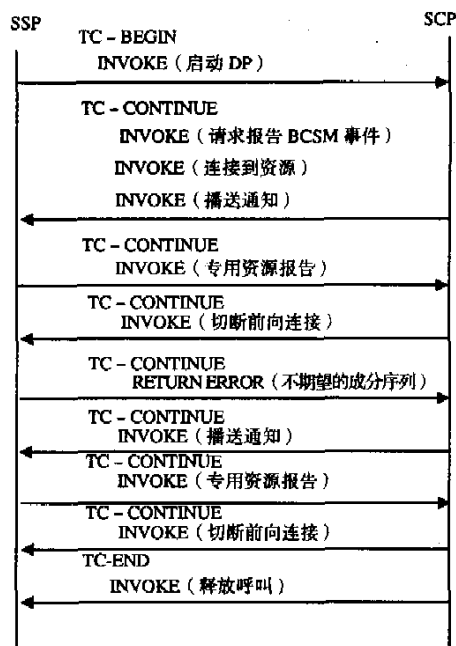 SSP
SCP
TC – BEGIN
INVOKE（启动 DP）
TC – CONTINUE
INVOKE（请求报告 BCSM 事件）
INVOKE（连接到资源）
INVOKE（播送通知）
TC – CONTINUE
INVOKE（专用资源报告）
TC – CONTINUE
INVOKE（切断前向连接）
TC – CONTINUE
RETURN ERROR（不期望的成分序列）
TC – CONTINUE
INVOKE（播送通知）
TC – CONTINUE
INVOKE（专用资源报告）
TC – CONTINUE
INVOKE（切断前向连接）
TC-END
INVOKE（释放呼叫）